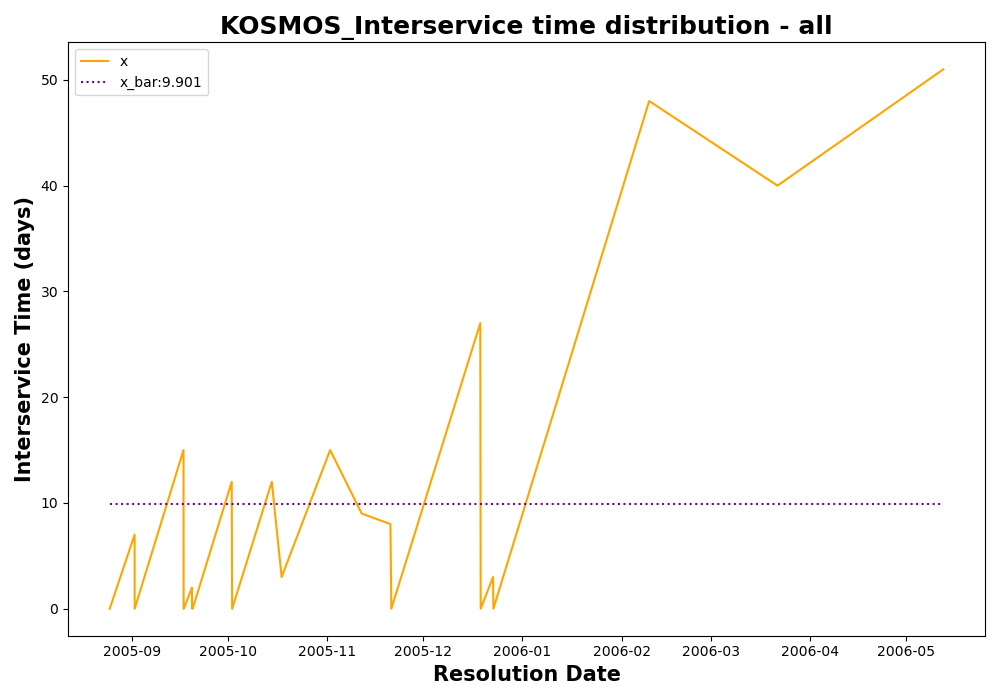 KOSMOS_Interservice time distribution - all
x
x_bar:9.901
Interservice Time (days)
50
40
30
20
10
0
2005-09 2005-10 2005-11 2005-12 2006-01 2006-02 2006-03 2006-04 2006-05
Resolution Date